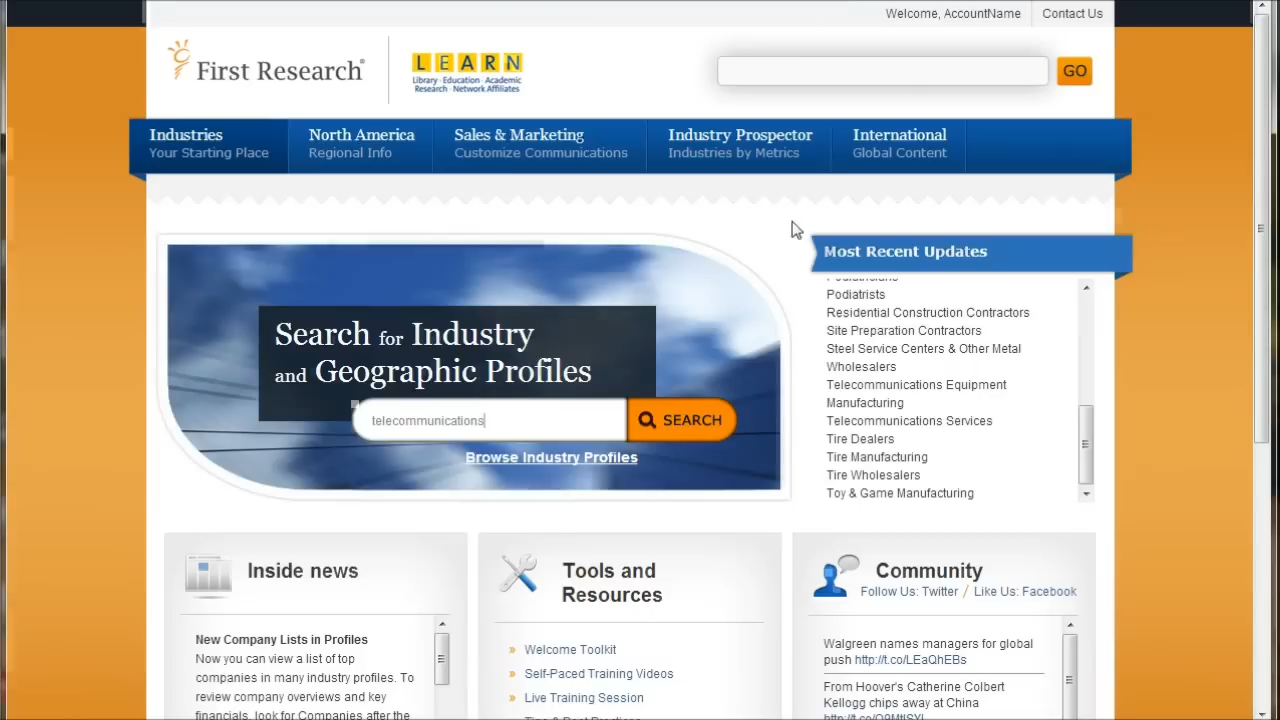 Welcome, AccountName
Contact Us
First Research®
LEARN
Library · Education · Academic
Research · Network Affiliates
GO
Industries
Your Starting Place
North America
Regional Info
Sales & Marketing
Customize Communications
Industry Prospector
Industries by Metrics
International
Global Content
Search for Industry
and Geographic Profiles
telecommunications
SEARCH
Browse Industry Profiles
Most Recent Updates
Podiatrists
Residential Construction Contractors
Site Preparation Contractors
Steel Service Centers & Other Metal
Wholesalers
Telecommunications Equipment
Manufacturing
Telecommunications Services
Tire Dealers
Tire Manufacturing
Tire Wholesalers
Toy & Game Manufacturing
Inside news
New Company Lists in Profiles
Now you can view a list of top
companies in many industry profiles. To
review company overviews and key
financials, look for Companies after the
Tools and
Resources
Welcome Toolkit
Self-Paced Training Videos
Live Training Session
Community
Follow Us: Twitter / Like Us: Facebook
Walgreen names managers for global
push http://t.co/LEaQhEBs
From Hoover's Catherine Colbert
Kellogg chips away at China